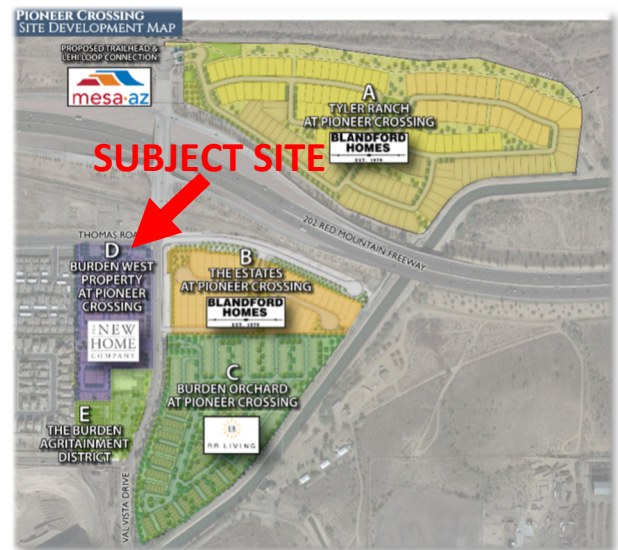 PIONEER CROSSING
SITE DEVELOPMENT MAP
PROPOSED TRAILHEAD &
LEHI LOOP CONNECTION
mesa·az
A
TYLER RANCH
AT PIONEER CROSSING
BLANDFORD
HOMES
EST. 1979
SUBJECT SITE
202 RED MOUNTAIN FREEWAY
THOMAS ROA
D
BURDEN WEST
PROPERTY
AT PIONEER
CROSSING
THE NEW
HOME
COMPANY
B
THE ESTATES
AT PIONEER CROSSING
BLANDFORD
HOMES
EST. 1979
C
BURDEN ORCHARD
AT PIONEER CROSSING
BB LIVING
E
THE BURDEN
AGRITAINMENT
DISTRICT
VAL VISTA DRIVE